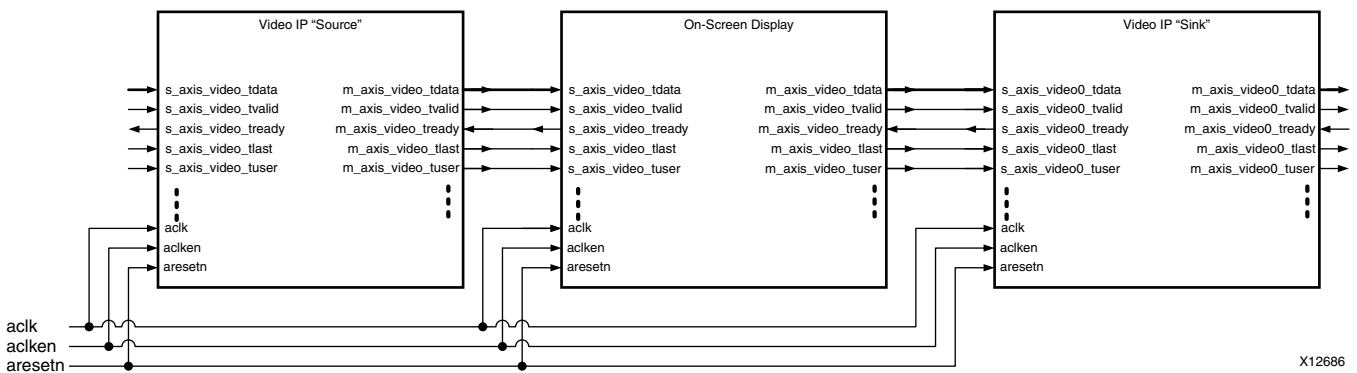 Video IP “Source”
s_axis_video_tdata m_axis_video_tdata
s_axis_video_tvalid m_axis_video_tvalid
s_axis_video_tready m_axis_video_tready
s_axis_video_tlast m_axis_video_tlast
s_axis_video_tuser m_axis_video_tuser
aclk
aclken
aresetn
On-Screen Display
s_axis_video_tdata m_axis_video_tdata
s_axis_video_tvalid m_axis_video_tvalid
s_axis_video_tready m_axis_video_tready
s_axis_video_tlast m_axis_video_tlast
s_axis_video_tuser m_axis_video_tuser
aclk
aclken
aresetn
Video IP “Sink”
s_axis_video0_tdata m_axis_video0_tdata
s_axis_video0_tvalid m_axis_video0_tvalid
s_axis_video0_tready m_axis_video0_tready
s_axis_video0_tlast m_axis_video0_tlast
s_axis_video0_tuser m_axis_video0_tuser
aclk
aclken
aresetn
aclk
aclken
aresetn
X12686